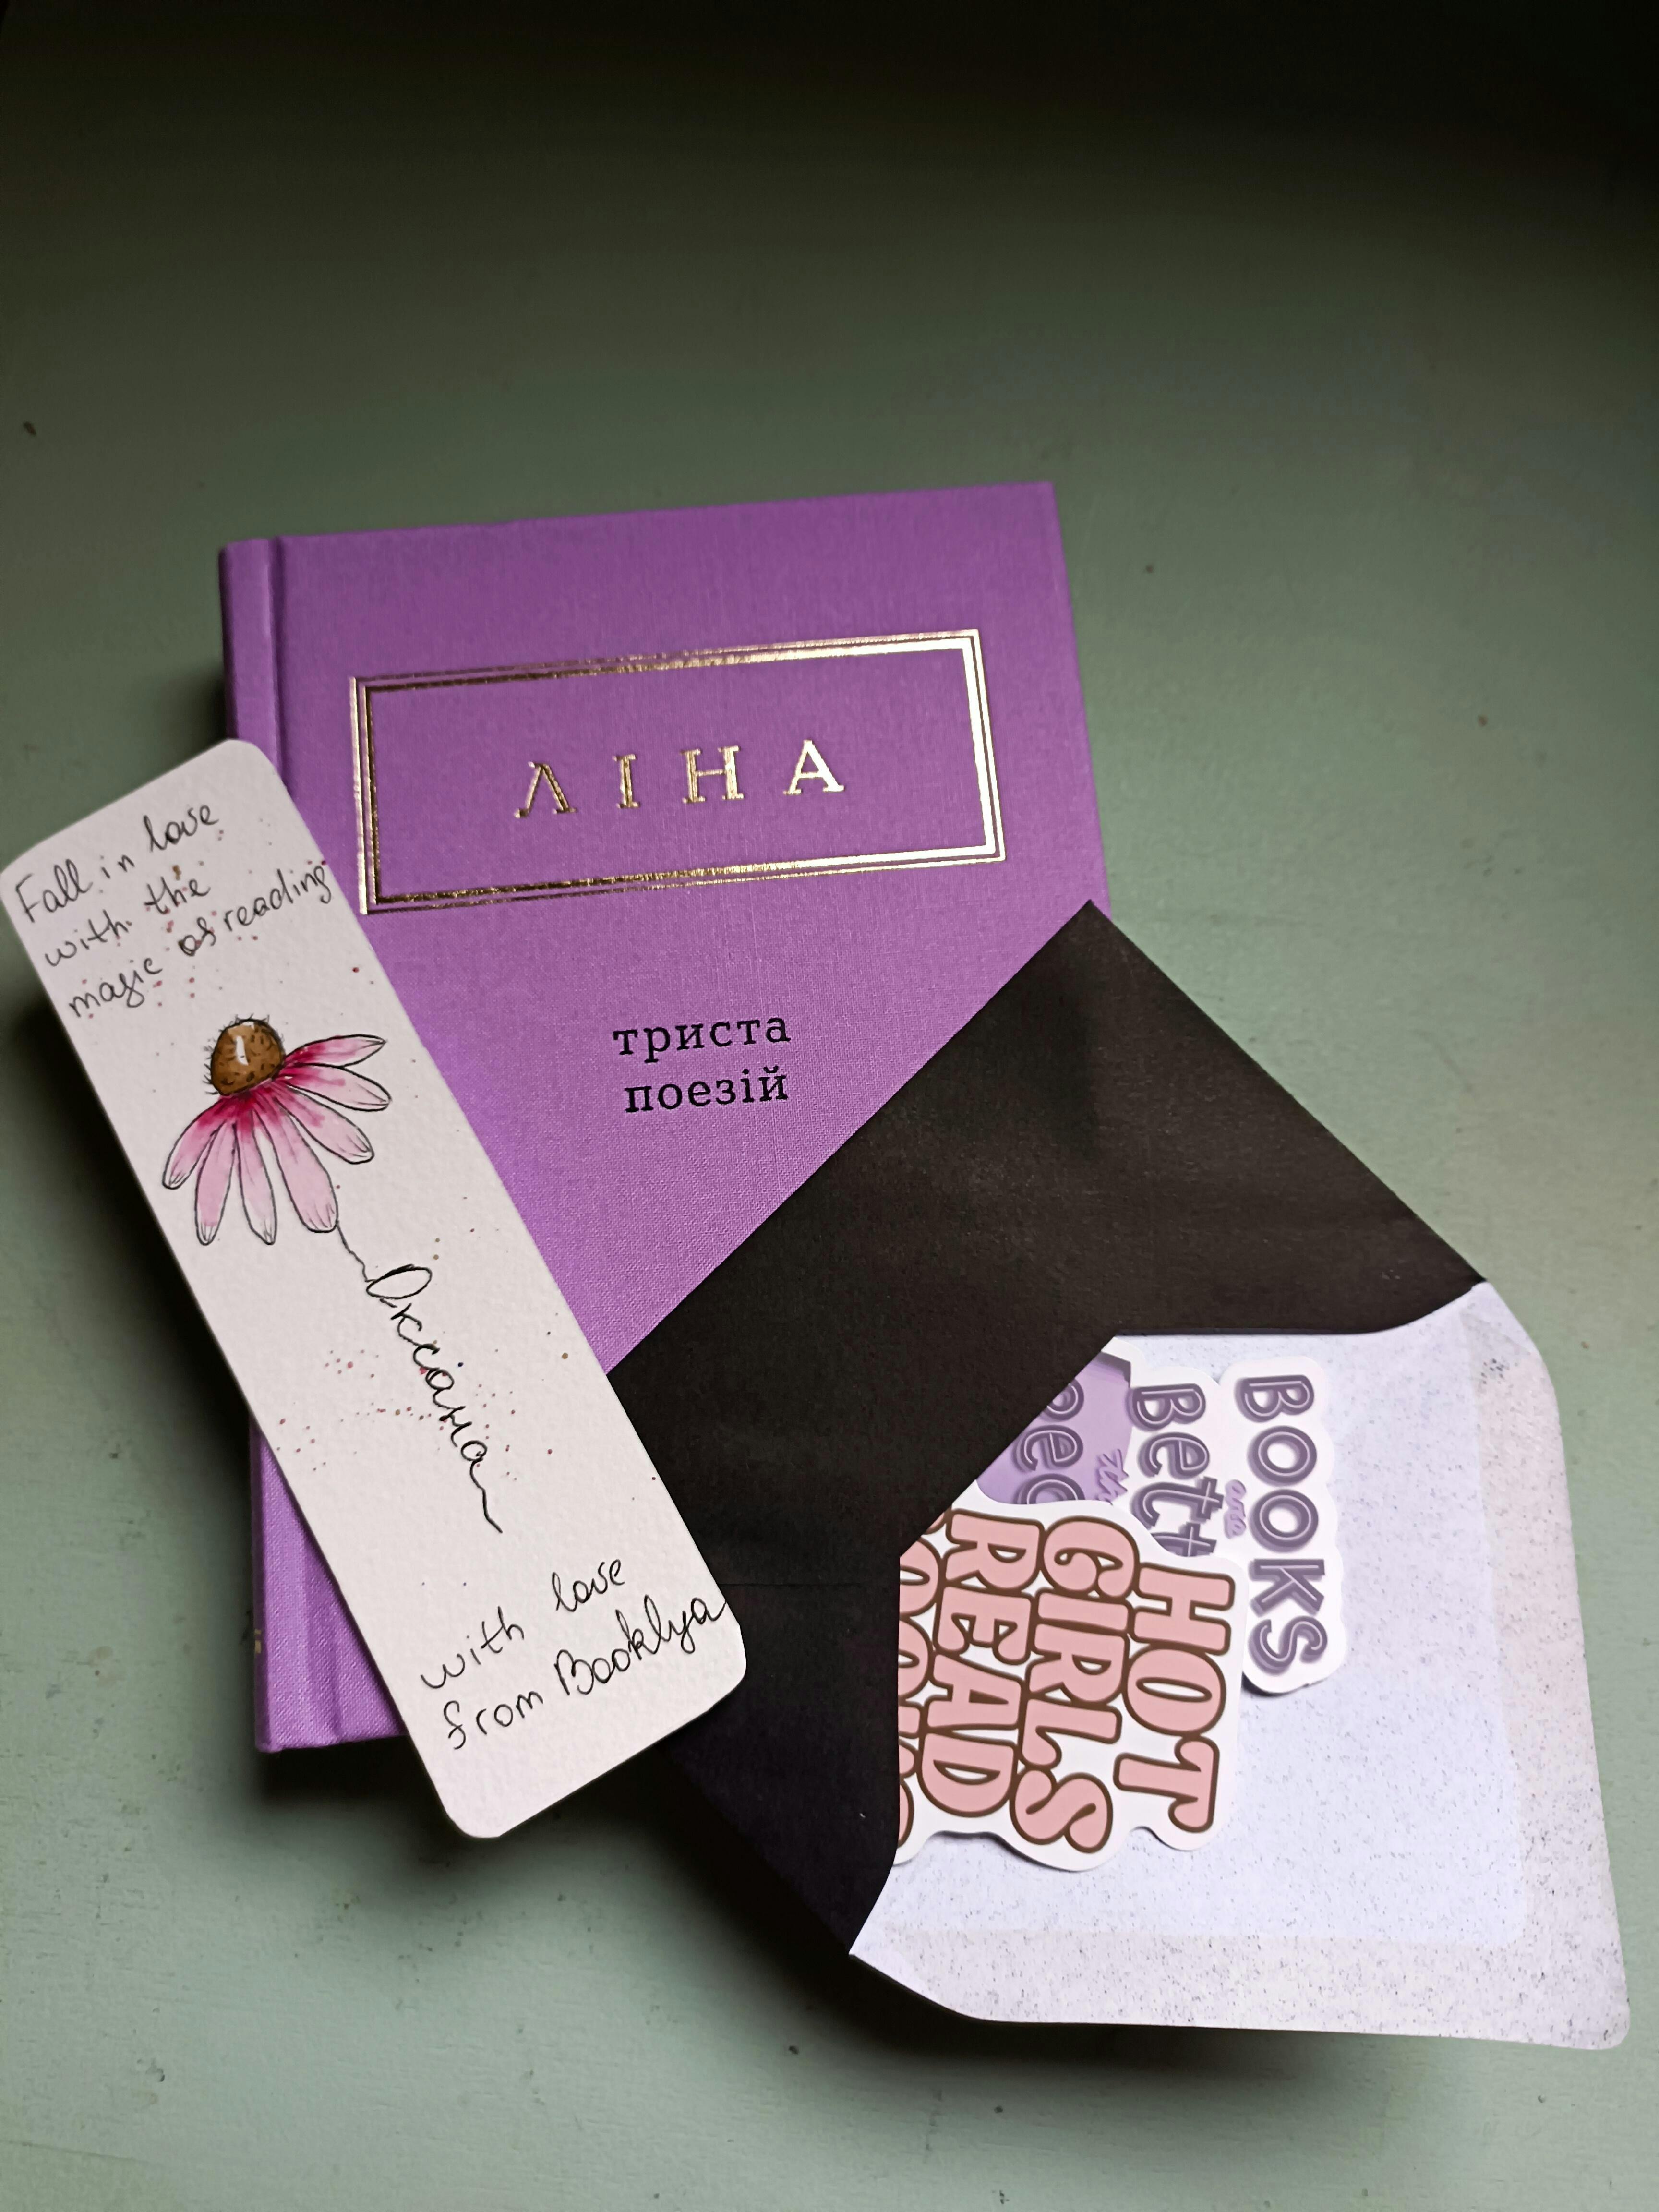 ЛІНА
триста
поезій
Fall in love
with the
magic of reading
Оксана
with love
from Booklya
BOOKS
are
Bett
HOT
GIRLS
READ